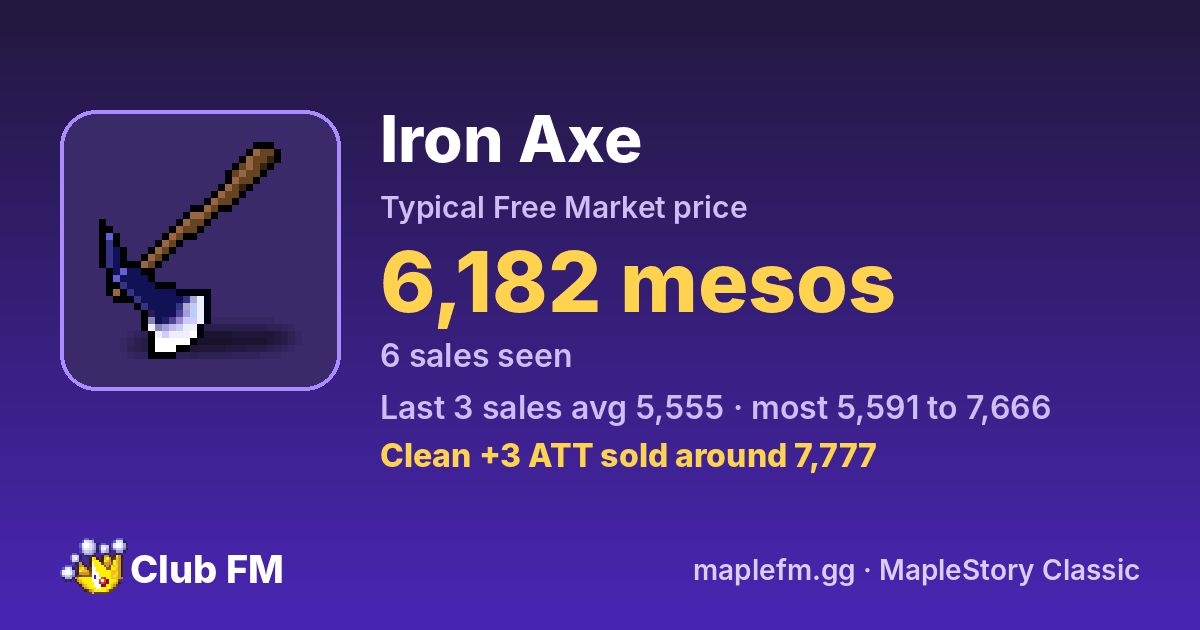 Iron Axe
Typical Free Market price
6,182 mesos
6 sales seen
Last 3 sales avg 5,555 · most 5,591 to 7,666
Clean +3 ATT sold around 7,777
Club FM
maplefm.gg · MapleStory Classic